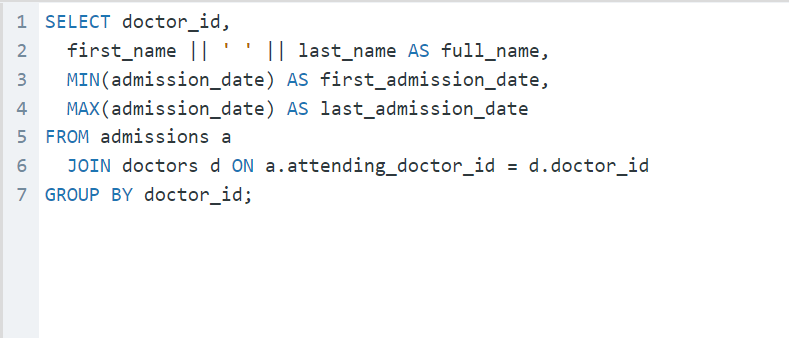 1 SELECT doctor_id,
2 first_name || ' ' || last_name AS full_name,
3 MIN(admission_date) AS first_admission_date,
4 MAX(admission_date) AS last_admission_date
5 FROM admissions a
6 JOIN doctors d ON a.attending_doctor_id = d.doctor_id
7 GROUP BY doctor_id;